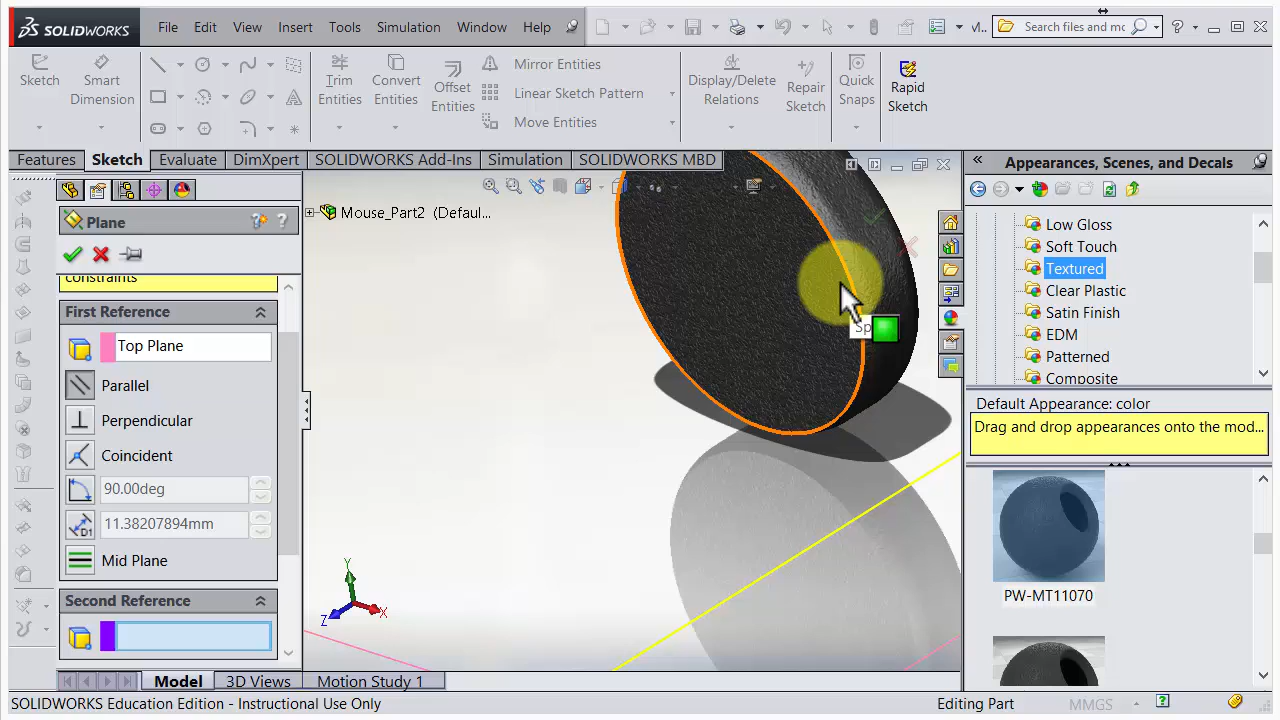 SOLIDWORKS
File Edit View Insert Tools Simulation Window Help
Search files and mc
Sketch
Smart Dimension
Trim Entities
Convert Entities
Offset Entities
Mirror Entities
Linear Sketch Pattern
Move Entities
Display/Delete Relations
Repair Sketch
Quick Snaps
Rapid Sketch
Features Sketch Evaluate DimXpert SOLIDWORKS Add-Ins Simulation SOLIDWORKS MBD
Plane
constraints
First Reference
Top Plane
Parallel
Perpendicular
Coincident
90.00deg
11.38207894mm
Mid Plane
Second Reference
Mouse_Part2 (Defaul...
Sp
Y
Z
X
Appearances, Scenes, and Decals
Low Gloss
Soft Touch
Textured
Clear Plastic
Satin Finish
EDM
Patterned
Composite
Default Appearance: color
Drag and drop appearances onto the mod...
PW-MT11070
Model 3D Views Motion Study 1
SOLIDWORKS Education Edition - Instructional Use Only
Editing Part
MMGS